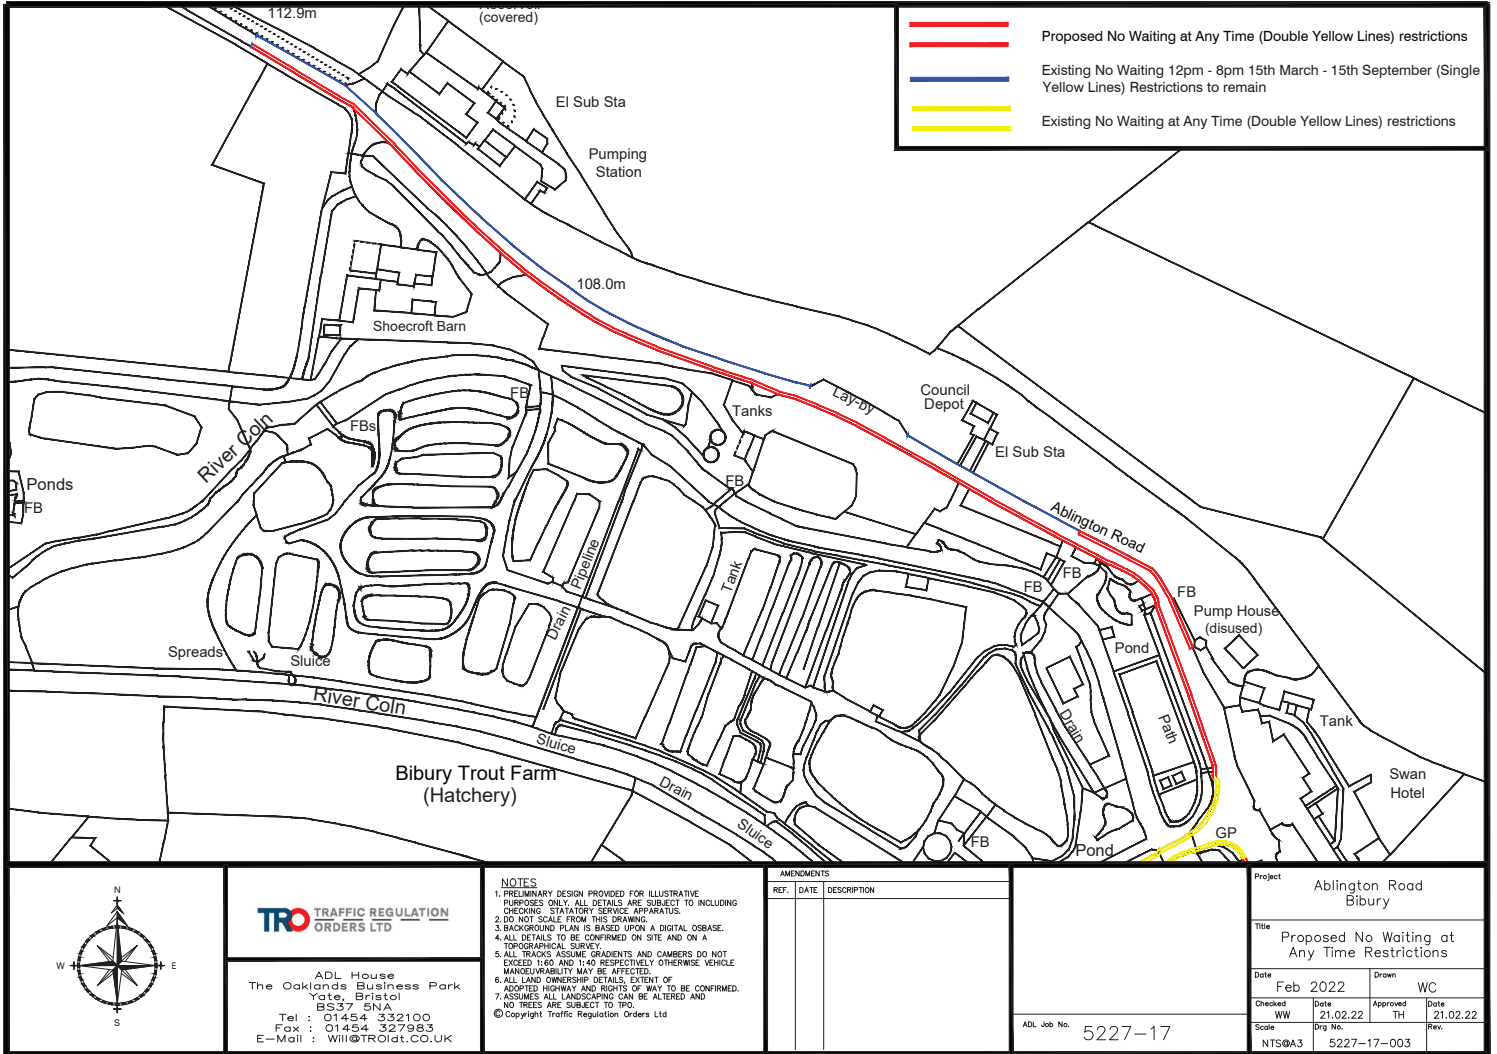 112.9m
(covered)
El Sub Sta
Pumping
Station
108.0m
Shoecroft Barn
Proposed No Waiting at Any Time (Double Yellow Lines) restrictions
Existing No Waiting 12pm - 8pm 15th March - 15th September (Single
Yellow Lines) Restrictions to remain
Existing No Waiting at Any Time (Double Yellow Lines) restrictions
FB
FBs
River Coln
Ponds
FB
Tanks
Lay-by
Council
Depot
El Sub Sta
FB
Ablington Road
Pipeline
Drain
Tank
FB
FB
FB
Pump House
(disused)
Pond
Spreads
Sluice
River Coln
Sluice
Drain
Path
Tank
Bibury Trout Farm
(Hatchery)
Drain
Sluice
Swan
Hotel
FB
Pond
GP
N
W
E
S
TRO TRAFFIC REGULATION
ORDERS LTD
ADL House
The Oaklands Business Park
Yate, Bristol
BS37 5NA
Tel : 01454 332100
Fax : 01454 327983
E-Mail : Will@TROldt.CO.UK
NOTES
1. PRELIMINARY DESIGN PROVIDED FOR ILLUSTRATIVE
PURPOSES ONLY. ALL DETAILS ARE SUBJECT TO INCLUDING
CHECKING STATATORY SERVICE APPARATUS.
2. DO NOT SCALE FROM THIS DRAWING.
3. BACKGROUND PLAN IS BASED UPON A DIGITAL OSBASE.
4. ALL DETAILS TO BE CONFIRMED ON SITE AND ON A
TOPOGRAPHICAL SURVEY.
5. ALL TRACKS ASSUME GRADIENTS AND CAMBERS DO NOT
EXCEED 1:60 AND 1:40 RESPECTIVELY OTHERWISE VEHICLE
MANOEUVRABILITY MAY BE AFFECTED.
6. ALL LAND OWNERSHIP DETAILS, EXTENT OF
ADOPTED HIGHWAY AND RIGHTS OF WAY TO BE CONFIRMED.
7. ASSUMES ALL LANDSCAPING CAN BE ALTERED AND
NO TREES ARE SUBJECT TO TPO.
© Copyright Traffic Regulation Orders Ltd
AMENDMENTS
REF. DATE DESCRIPTION
ADL Job No. 5227-17
Project
Ablington Road
Bibury
Title
Proposed No Waiting at
Any Time Restrictions
Date Drawn
Feb 2022 WC
Checked Date Approved Date
WW 21.02.22 TH 21.02.22
Scale Drg No. Rev.
NTS@A3 5227-17-003